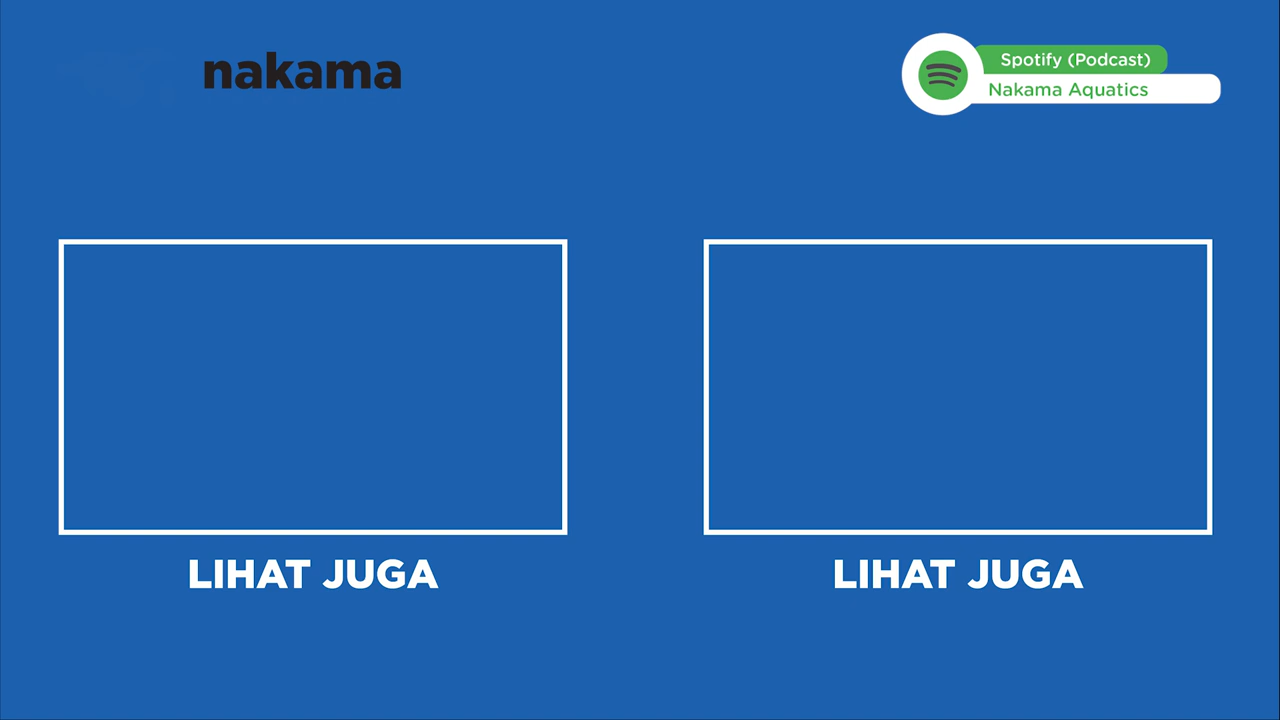 nakama
Spotify (Podcast)
Nakama Aquatics
LIHAT JUGA
LIHAT JUGA